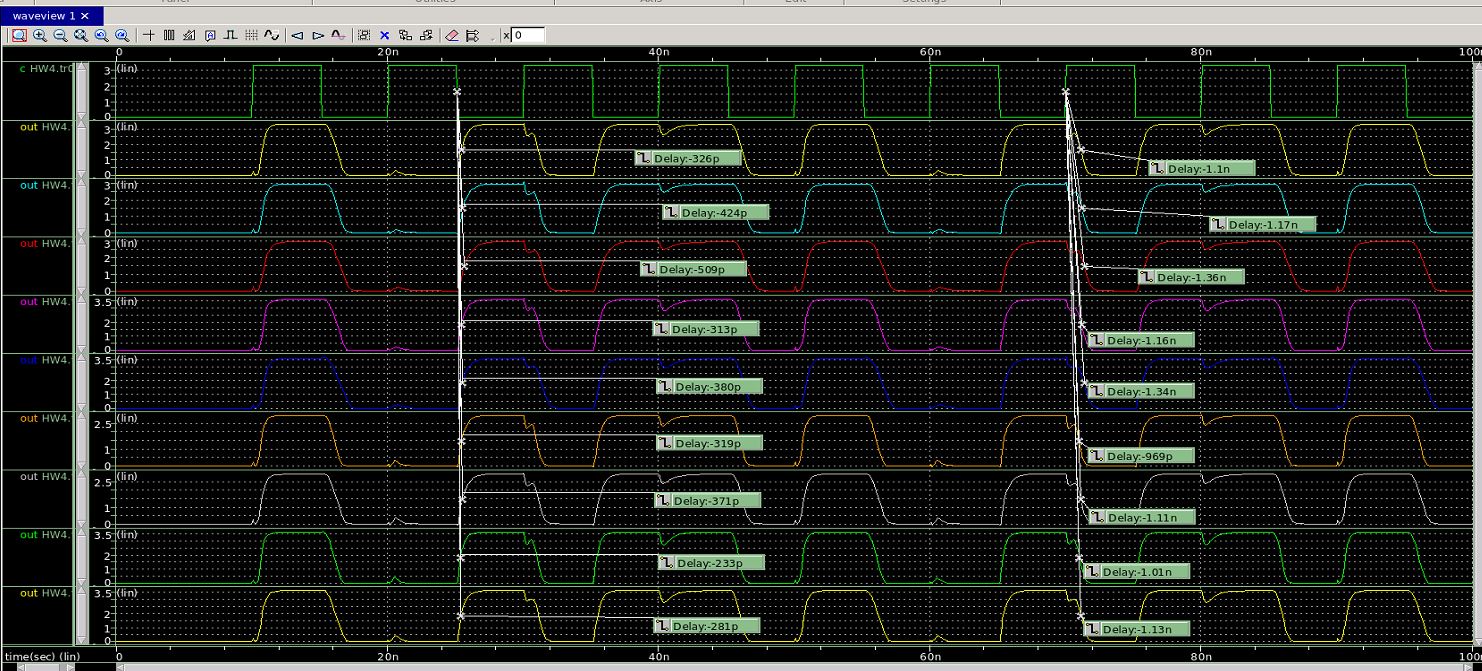 Panel Utilities Axis Edit Settings
waveview 1 ×
x 0
0 20n 40n 60n 80n 100n
c HW4.tr0 3 (lin)
2
1
0
out HW4. 3 (lin)
2
1 Delay:-326p
0 Delay:-1.1n
out HW4. 3 (lin)
2
1 Delay:-424p
0 Delay:-1.17n
out HW4. 3 (lin)
2
1 Delay:-509p
0 Delay:-1.36n
out HW4. 3.5 (lin)
2 Delay:-313p
1 Delay:-1.16n
0
out HW4. 3.5 (lin)
2 Delay:-380p
1 Delay:-1.34n
0
out HW4. (lin)
2.5
1 Delay:-319p
0 Delay:-969p
out HW4. (lin)
2.5
1 Delay:-371p
0 Delay:-1.11n
out HW4. 3.5 (lin)
2 Delay:-233p
1 Delay:-1.01n
0
out HW4. 3.5 (lin)
2
1 Delay:-281p
0 Delay:-1.13n
time(sec) (lin) 0 20n 40n 60n 80n 100n